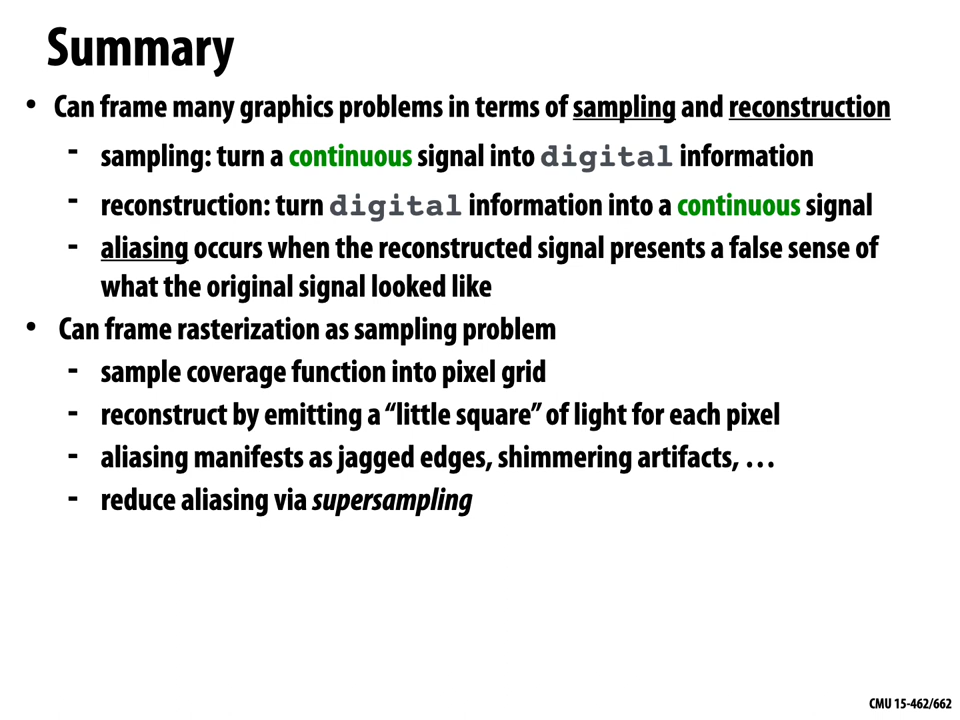 Summary
• Can frame many graphics problems in terms of sampling and reconstruction
- sampling: turn a continuous signal into digital information
- reconstruction: turn digital information into a continuous signal
- aliasing occurs when the reconstructed signal presents a false sense of
what the original signal looked like
• Can frame rasterization as sampling problem
- sample coverage function into pixel grid
- reconstruct by emitting a “little square” of light for each pixel
- aliasing manifests as jagged edges, shimmering artifacts, …
- reduce aliasing via supersampling
CMU 15-462/662